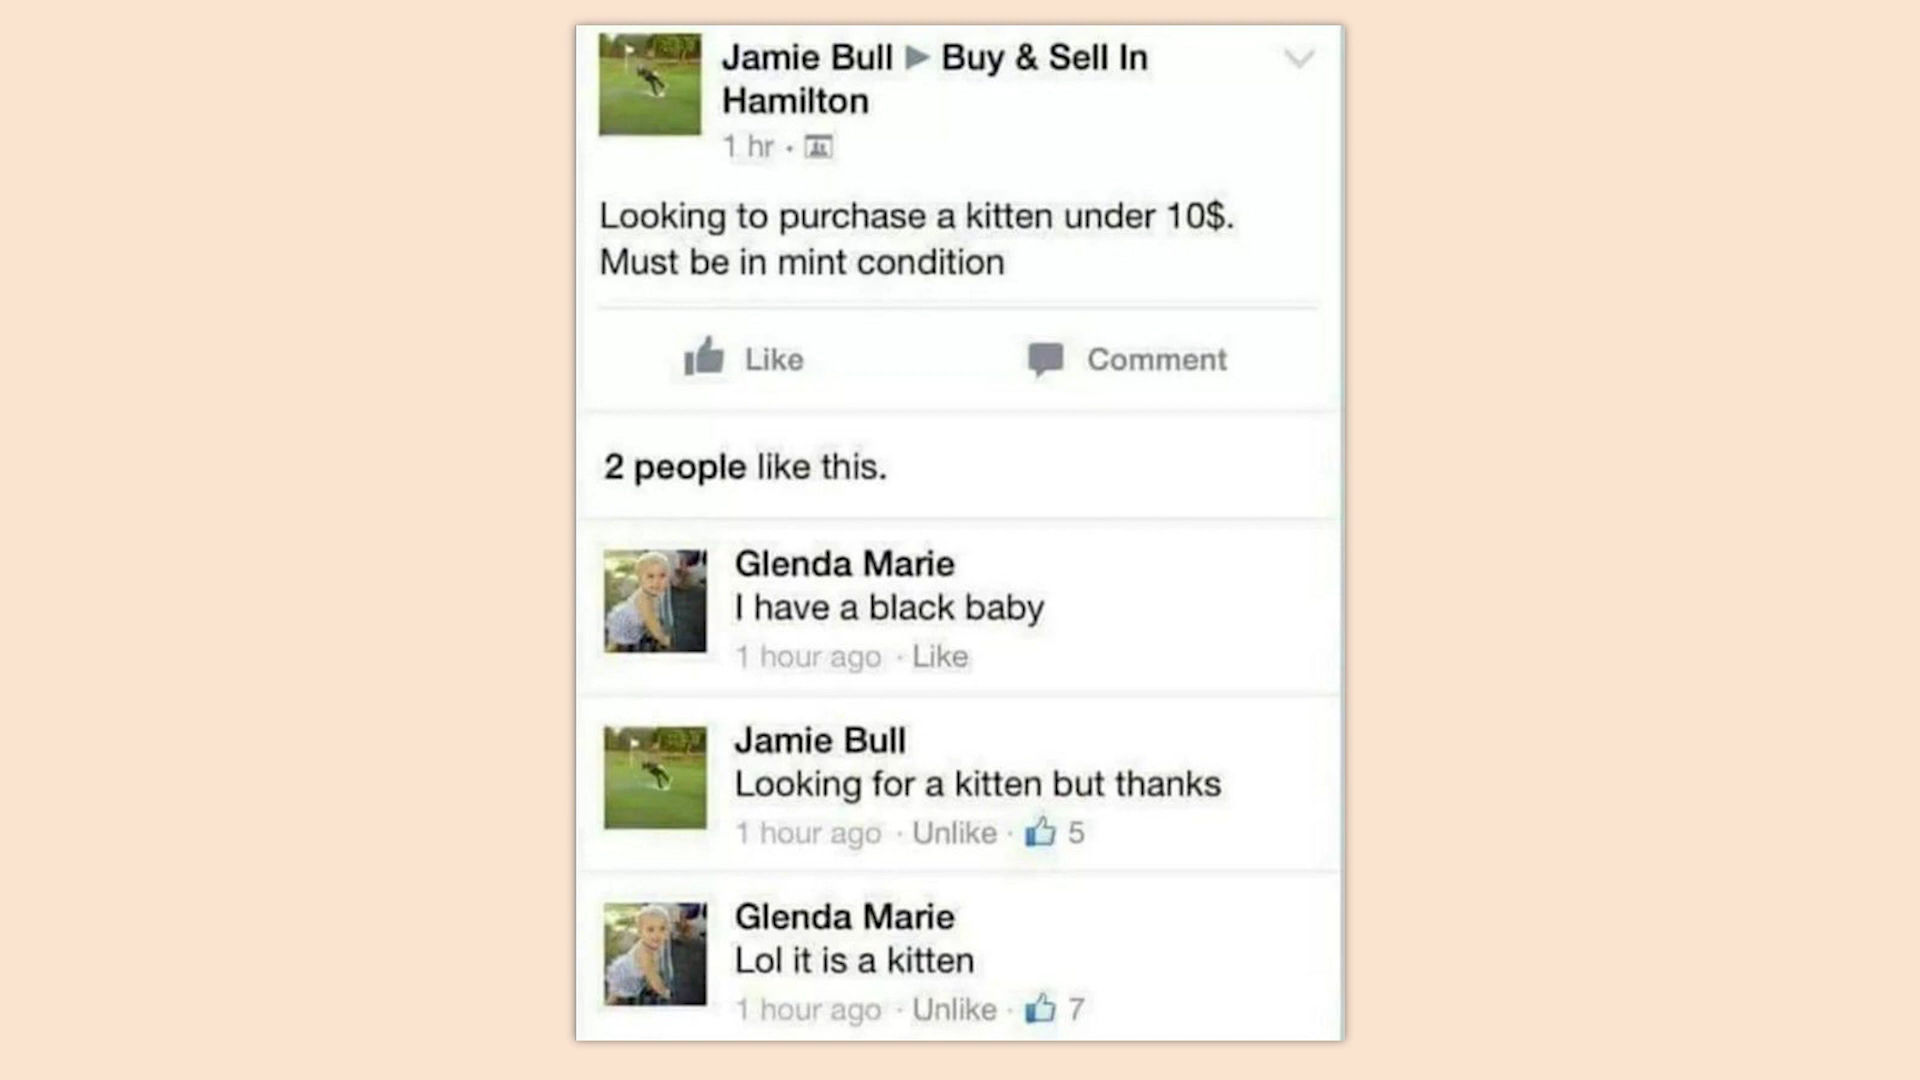 Jamie Bull ▶ Buy & Sell In
Hamilton
1 hr ·
Looking to purchase a kitten under 10$.
Must be in mint condition
Like
Comment
2 people like this.
Glenda Marie
I have a black baby
1 hour ago · Like
Jamie Bull
Looking for a kitten but thanks
1 hour ago · Unlike · 5
Glenda Marie
Lol it is a kitten
1 hour ago · Unlike · 7